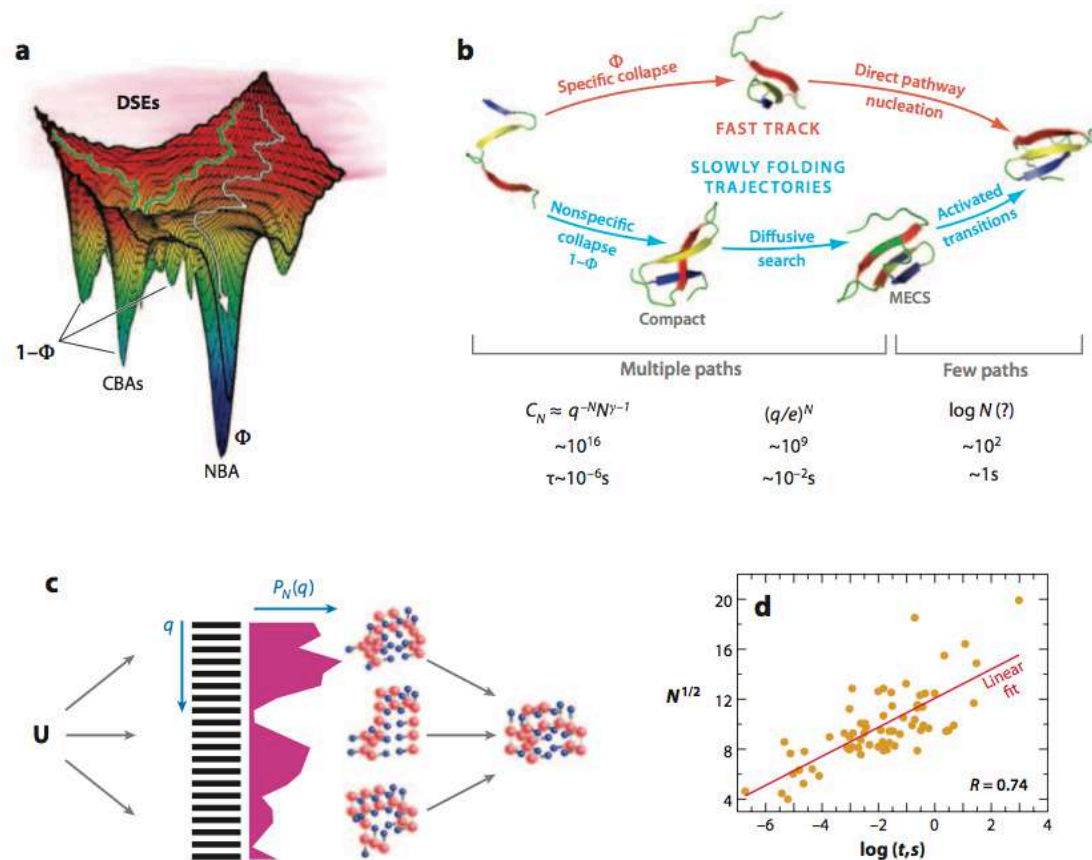 a
DSEs
1–Φ
CBAs
Φ
NBA
b
Φ
Specific collapse
Direct pathway
nucleation
FAST TRACK
SLOWLY FOLDING
TRAJECTORIES
Nonspecific
collapse
1–Φ
Diffusive
search
Activated
transitions
Compact
MECS
Multiple paths
Few paths
C_N ≈ q^{–N}N^{γ–1}
(q/e)^N
log N (?)
~10^{16}
~10^9
~10^2
τ~10^{–6}s
~10^{–2}s
~1s
c
P_N(q)
q
U
d
20
16
12
8
4
N^{1/2}
Linear
fit
R = 0.74
–6
–4
–2
0
2
4
log (t,s)